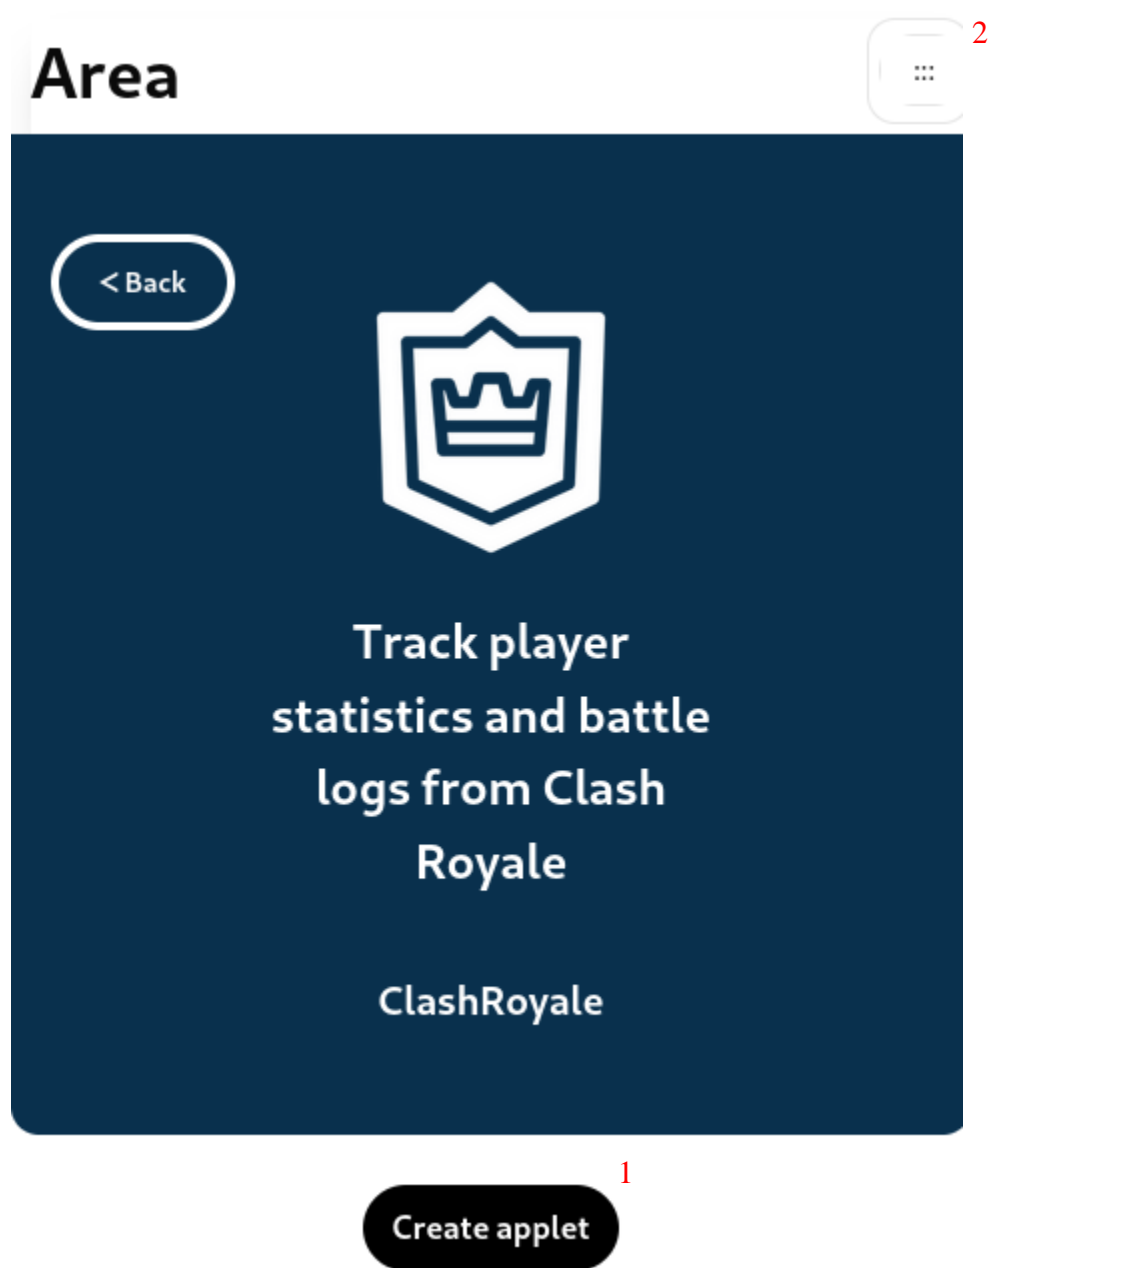 Area
2
:::
< Back
Track player
statistics and battle
logs from Clash
Royale
ClashRoyale
1
Create applet